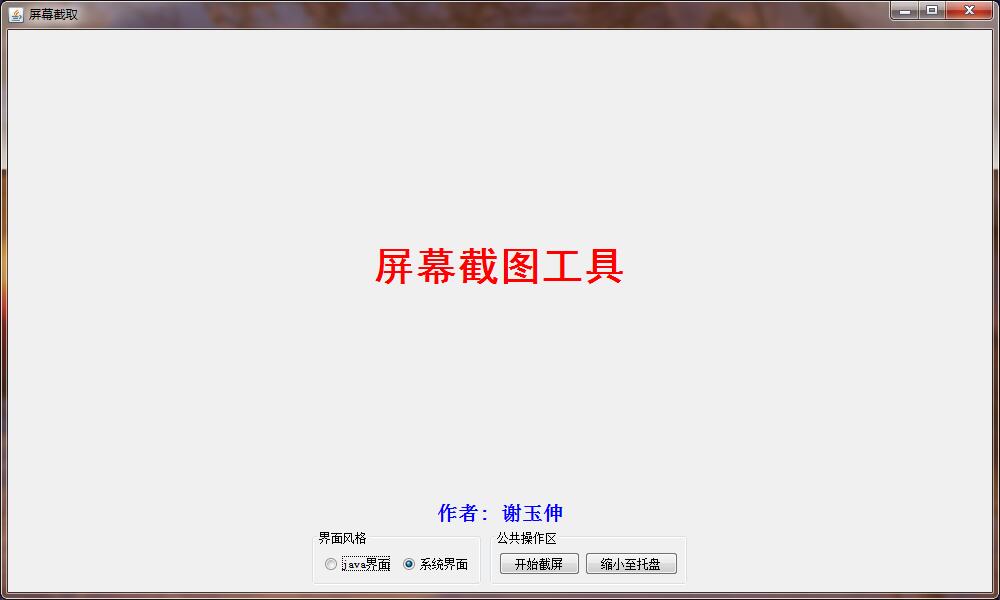 屏幕截取
屏幕截图工具
作者：谢玉伸
界面风格
java界面 系统界面
公共操作区
开始截屏 缩小至托盘